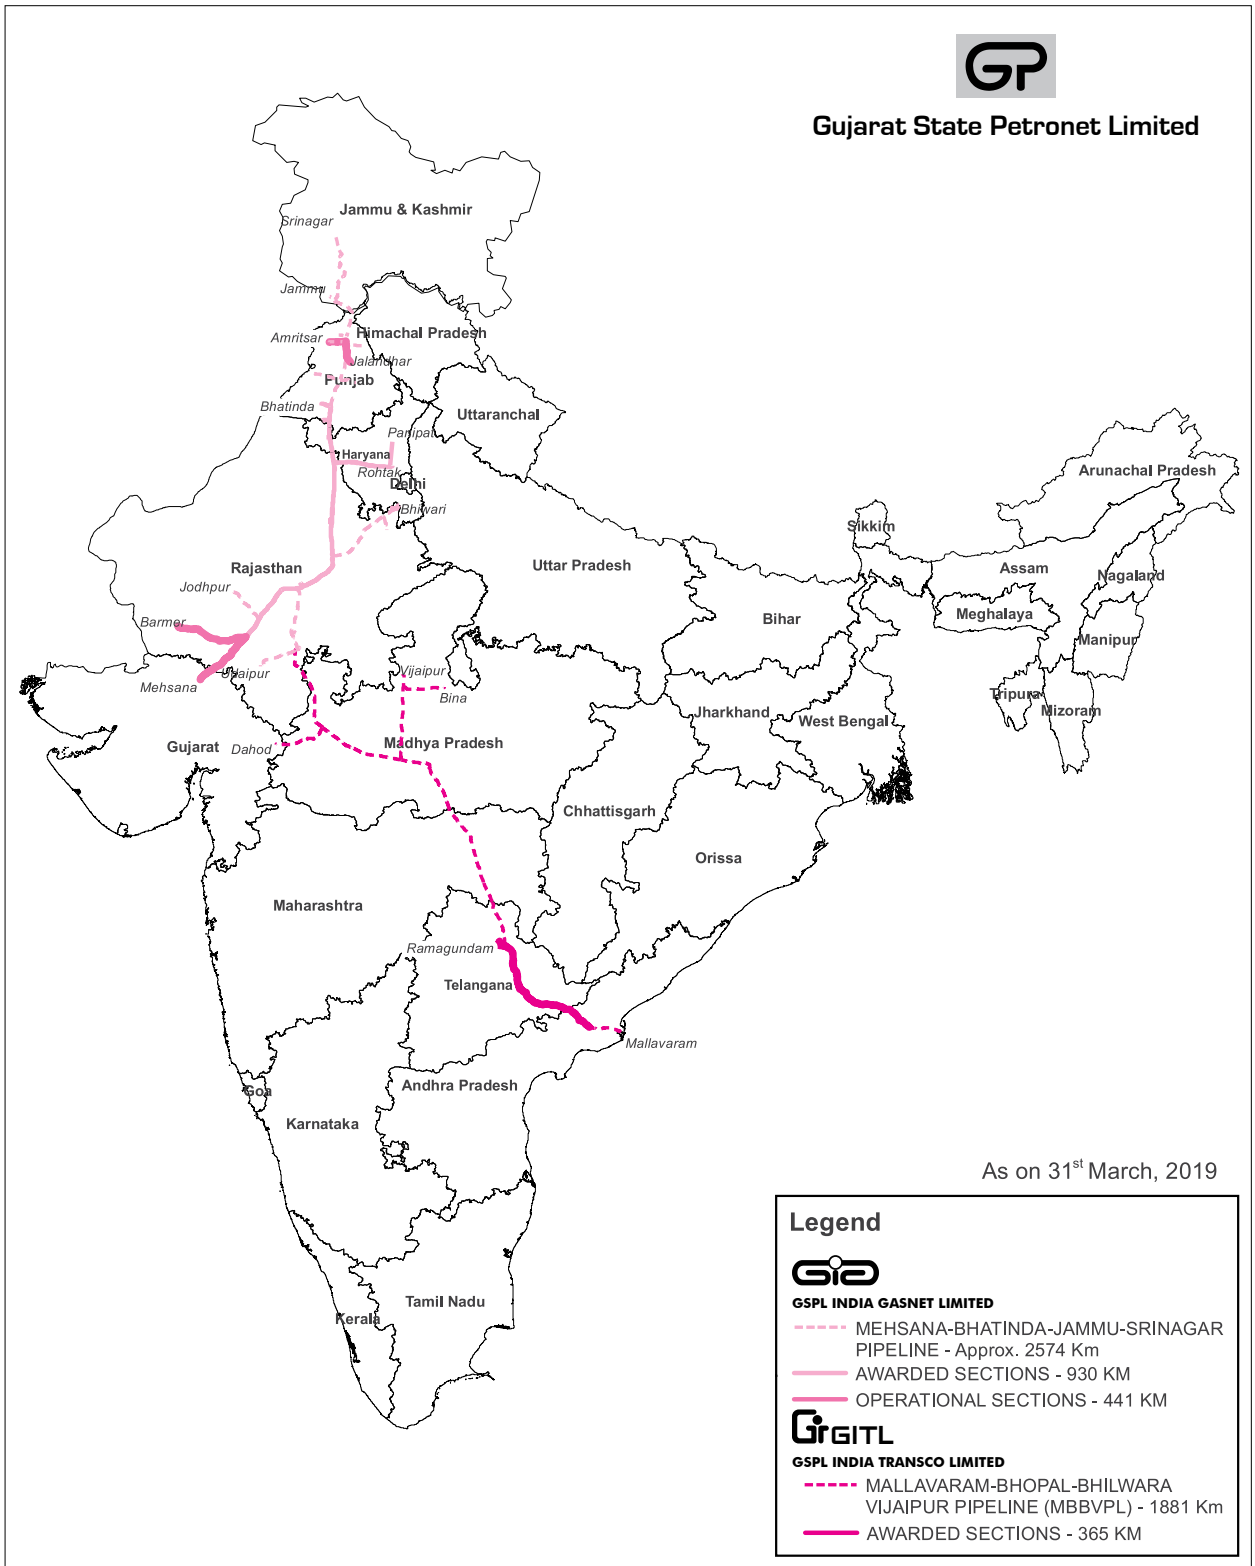 GP
Gujarat State Petronet Limited
Jammu & Kashmir
Srinagar
Jammu
Amritsar
Himachal Pradesh
Jalandhar
Punjab
Bhatinda
Uttaranchal
Panipat
Haryana
Rohtak
Delhi
Bhiwari
Arunachal Pradesh
Sikkim
Rajasthan
Uttar Pradesh
Assam
Nagaland
Jodhpur
Meghalaya
Barmer
Bihar
Manipur
Udaipur
Vijaipur
Mehsana
Bina
Tripura
Mizoram
Jharkhand
West Bengal
Gujarat
Dahod
Madhya Pradesh
Chhattisgarh
Orissa
Maharashtra
Ramagundam
Telangana
Mallavaram
Goa
Andhra Pradesh
Karnataka
Tamil Nadu
Kerala
As on 31st March, 2019
Legend
GIG
GSPL INDIA GASNET LIMITED
MEHSANA-BHATINDA-JAMMU-SRINAGAR
PIPELINE - Approx. 2574 Km
AWARDED SECTIONS - 930 KM
OPERATIONAL SECTIONS - 441 KM
GITL
GSPL INDIA TRANSCO LIMITED
MALLAVARAM-BHOPAL-BHILWARA
VIJAIPUR PIPELINE (MBBVPL) - 1881 Km
AWARDED SECTIONS - 365 KM